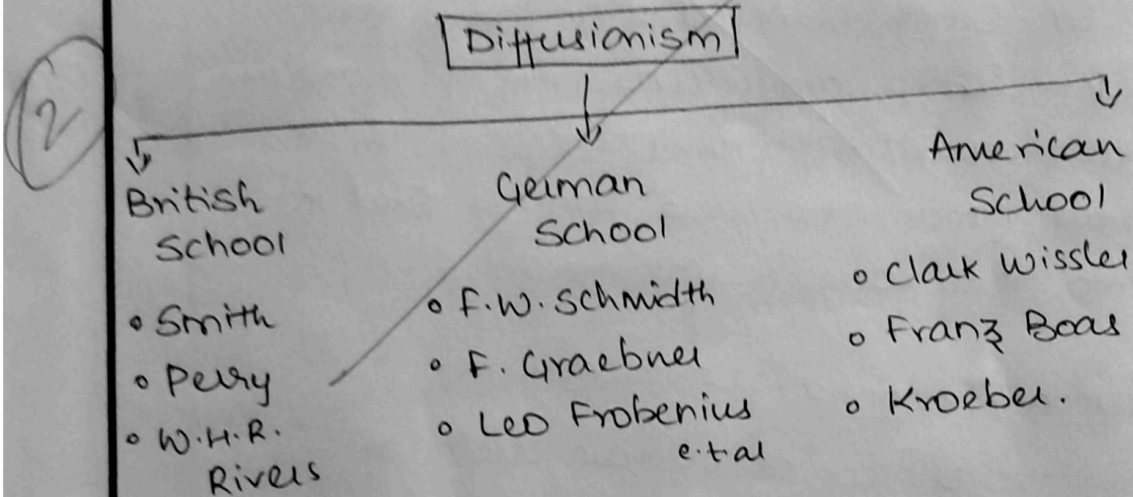 Diffusionism
2
British
School
• Smith
• Perry
• W.H.R.
Rivers
German
School
• F.W. Schmidth
• F. Graebner
• Leo Frobenius
e.t.al
American
School
• Clark Wissler
• Franz Boas
• Kroeber.